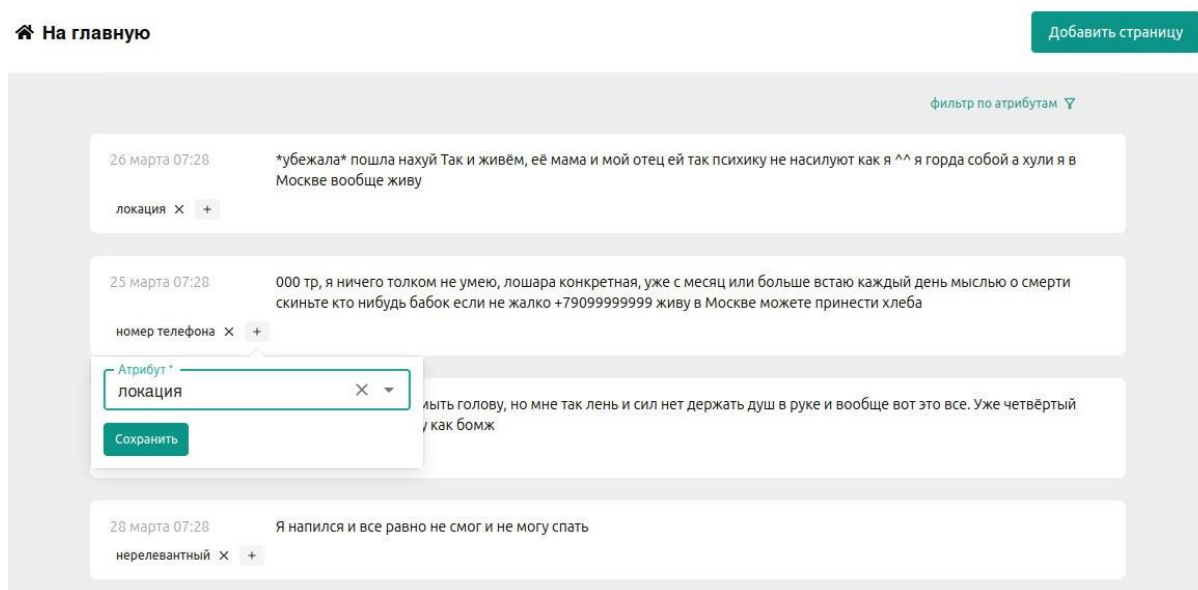 На главную
Добавить страницу
фильтр по атрибутам
26 марта 07:28
*убежала* пошла нахуй Так и живём, её мама и мой отец ей так психику не насилуют как я ^^ я горда собой а хули я в
Москве вообще живу
локация × +
25 марта 07:28
000 тр, я ничего толком не умею, лошара конкретная, уже с месяц или больше встаю каждый день мыслью о смерти
скиньте кто нибудь бабок если не жалко +79099999999 живу в Москве можете принести хлеба
номер телефона × +
Атрибут *
локация ×
Сохранить
мыть голову, но мне так лень и сил нет держать душ в руке и вообще вот это все. Уже четвёртый
как бомж
28 марта 07:28
Я напился и все равно не смог и не могу спать
нерелевантный × +